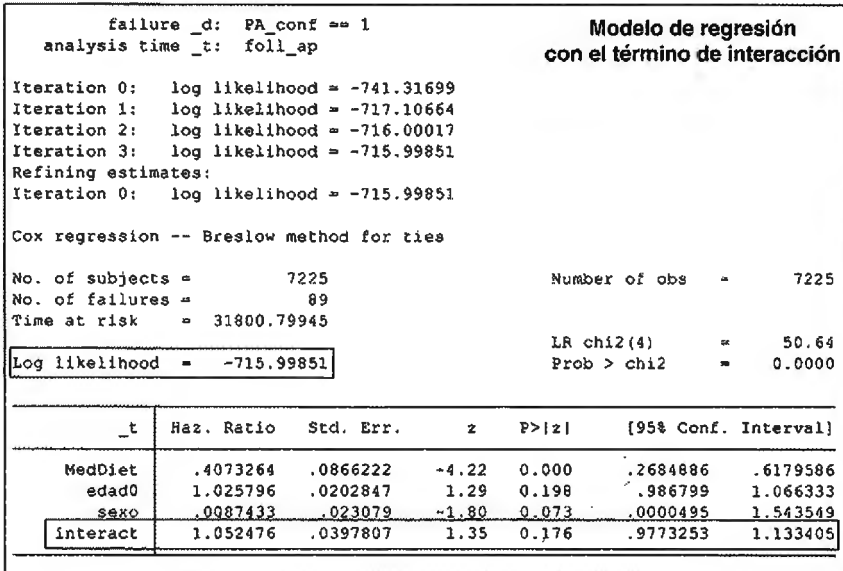 failure _d: PA_conf == 1
analysis time _t: foll_ap
Modelo de regresión
con el término de interacción
Iteration 0: log likelihood = -741.31699
Iteration 1: log likelihood = -717.10664
Iteration 2: log likelihood = -716.00017
Iteration 3: log likelihood = -715.99851
Refining estimates:
Iteration 0: log likelihood = -715.99851
Cox regression -- Breslow method for ties
No. of subjects = 7225 Number of obs = 7225
No. of failures = 89
Time at risk = 31800.79945
LR chi2(4) = 50.64
Log likelihood = -715.99851 Prob > chi2 = 0.0000
_t Haz. Ratio Std. Err. z P>|z| [95% Conf. Interval]
MedDiet .4073264 .0866222 -4.22 0.000 .2684886 .6179586
edad0 1.025796 .0202847 1.29 0.198 .986799 1.066333
sexo .0087433 .023079 -1.80 0.073 .0000495 1.543549
interact 1.052476 .0397807 1.35 0.176 .9773253 1.133405